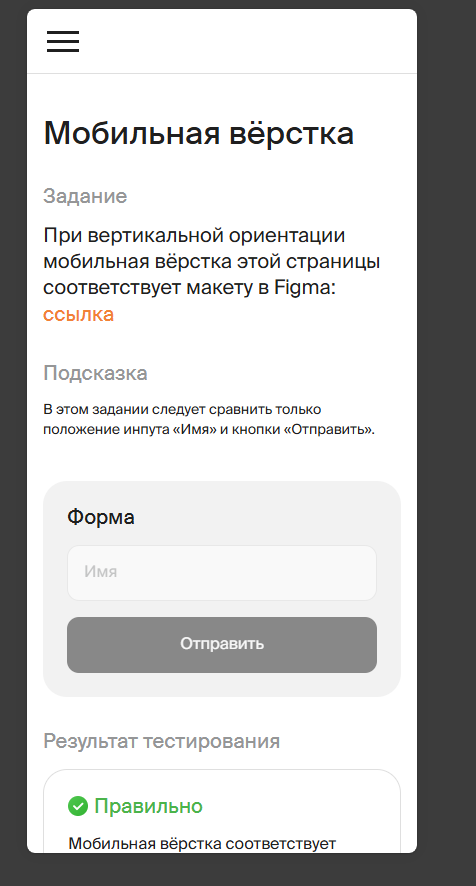 Мобильная вёрстка
Задание
При вертикальной ориентации
мобильная вёрстка этой страницы
соответствует макету в Figma:
ссылка
Подсказка
В этом задании следует сравнить только
положение инпута «Имя» и кнопки «Отправить».
Форма
Имя
Отправить
Результат тестирования
Правильно
Мобильная вёрстка соответствует